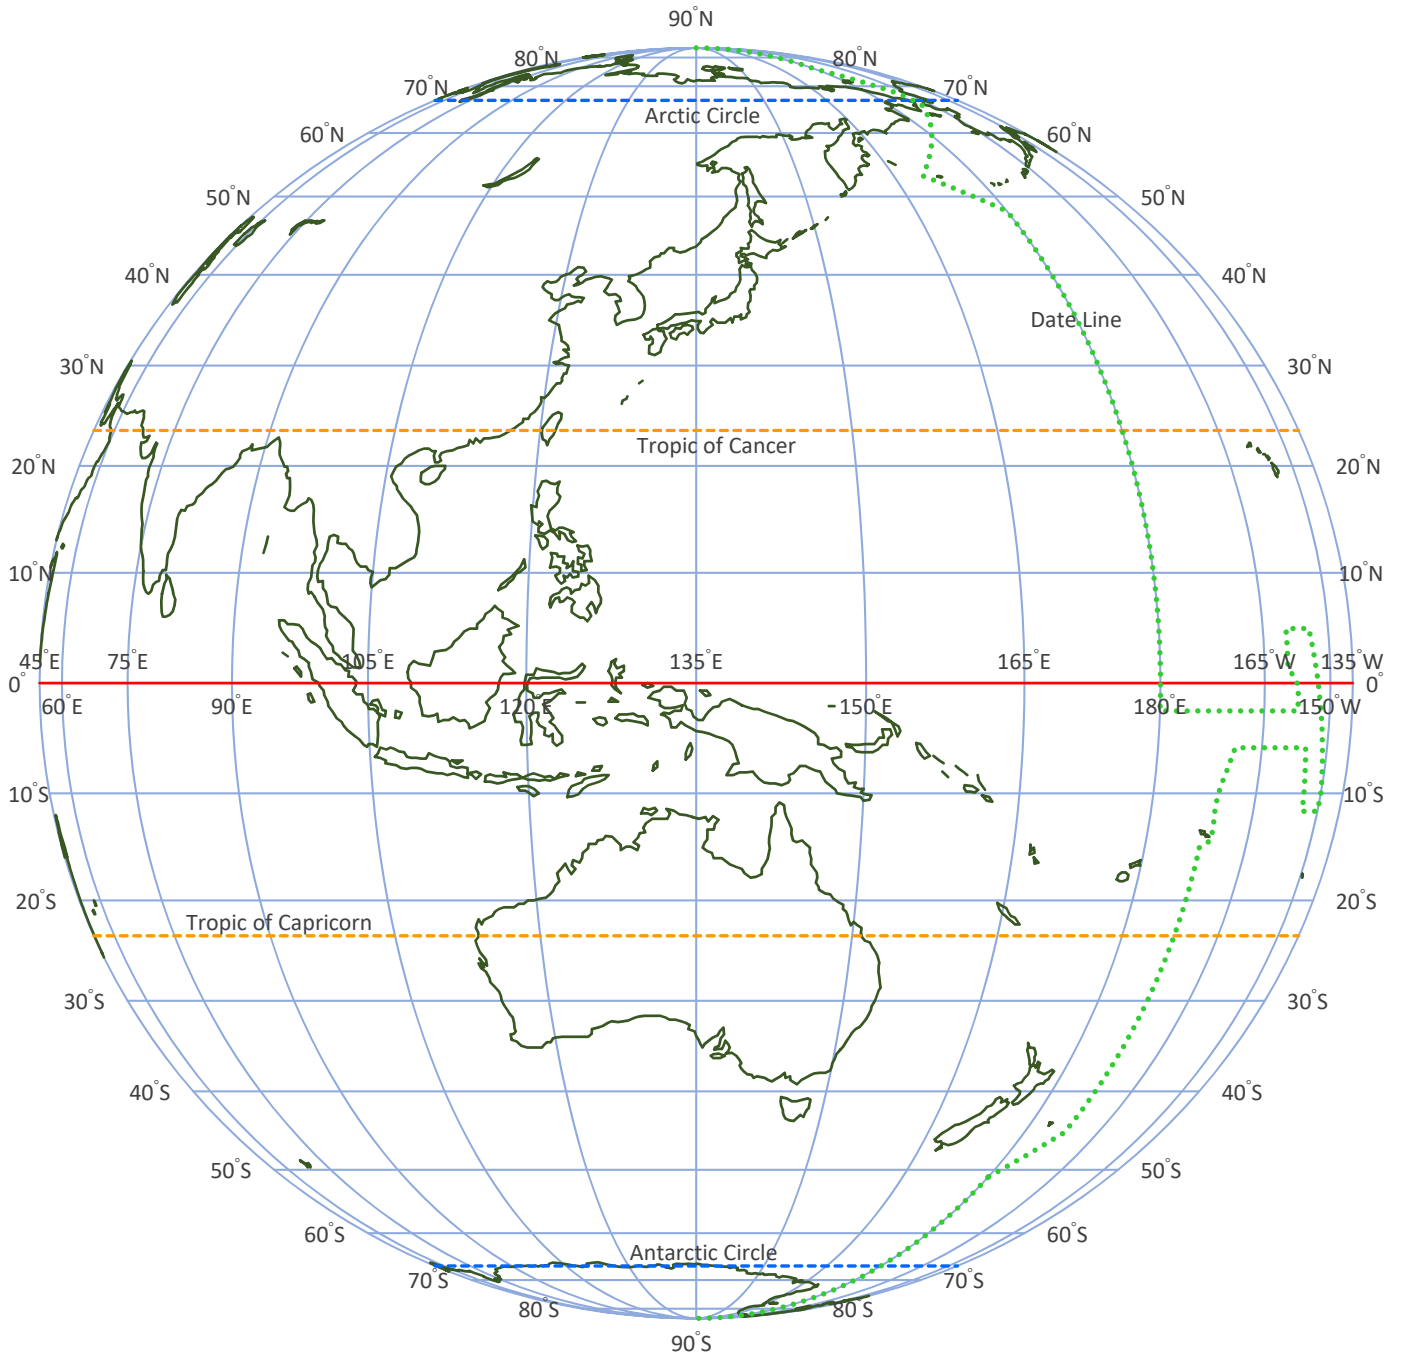 90°N
80°N 80°N
70°N 70°N
Arctic Circle
60°N 60°N
50°N 50°N
40°N 40°N
Date Line
30°N 30°N
Tropic of Cancer
20°N 20°N
10°N 10°N
45°E 75°E 105°E 135°E 165°E 165°W 135°W
0° 0°
60°E 90°E 120°E 150°E 180°E 150°W
10°S 10°S
20°S 20°S
Tropic of Capricorn
30°S 30°S
40°S 40°S
50°S 50°S
60°S 60°S
Antarctic Circle
70°S 70°S
80°S 80°S
90°S